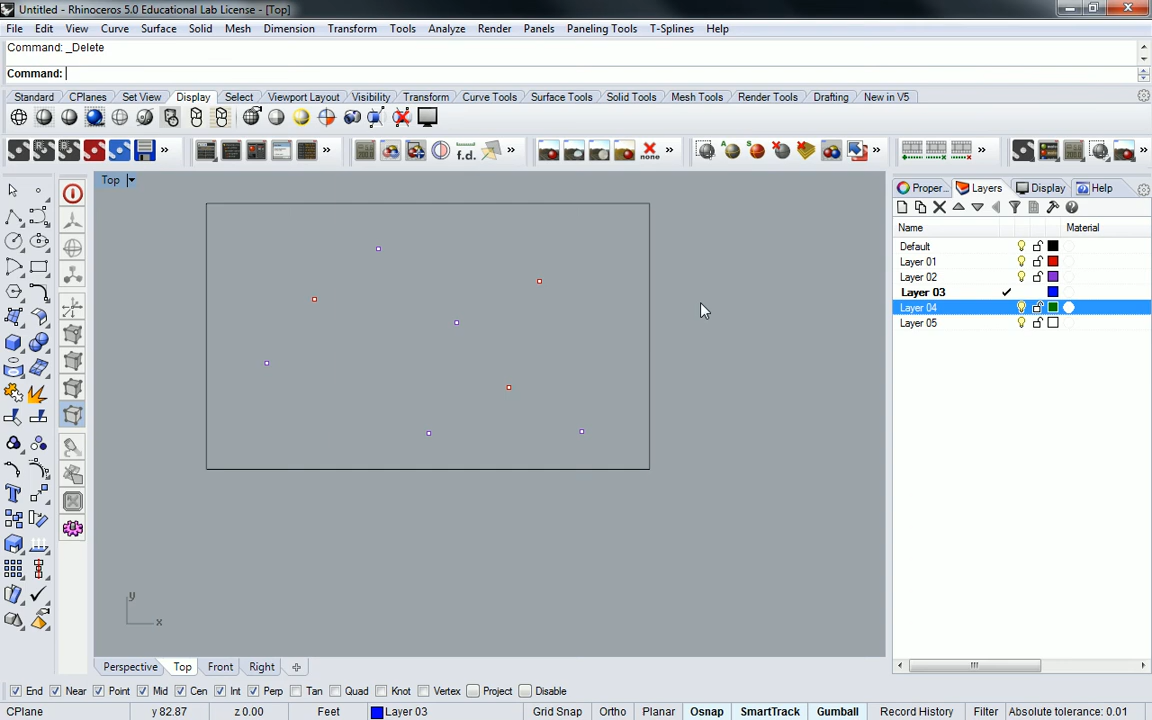 Untitled - Rhinoceros 5.0 Educational Lab License - [Top]
File Edit View Curve Surface Solid Mesh Dimension Transform Tools Analyze Render Panels Paneling Tools T-Splines Help
Command: _Delete
Command:
Standard CPlanes Set View Display Select Viewport Layout Visibility Transform Curve Tools Surface Tools Solid Tools Mesh Tools Render Tools Drafting New in V5
f.d. none
Top
Proper... Layers Display Help
Name Material
Default
Layer 01
Layer 02
Layer 03
Layer 04
Layer 05
y
x
Perspective Top Front Right
End Near Point Mid Cen Int Perp Tan Quad Knot Vertex Project Disable
CPlane y 82.87 z 0.00 Feet Layer 03 Grid Snap Ortho Planar Osnap SmartTrack Gumball Record History Filter Absolute tolerance: 0.01